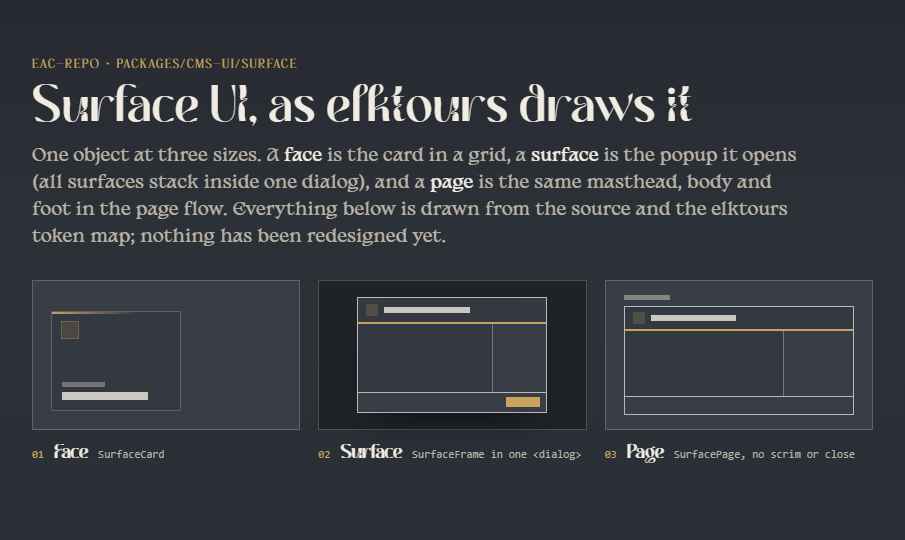 EAC-REPO · PACKAGES/CMS-UI/SURFACE
Surface UI, as elktours draws it
One object at three sizes. A face is the card in a grid, a surface is the popup it opens
(all surfaces stack inside one dialog), and a page is the same masthead, body and
foot in the page flow. Everything below is drawn from the source and the elktours
token map; nothing has been redesigned yet.
01 Face SurfaceCard
02 Surface SurfaceFrame in one <dialog>
03 Page SurfacePage, no scrim or close